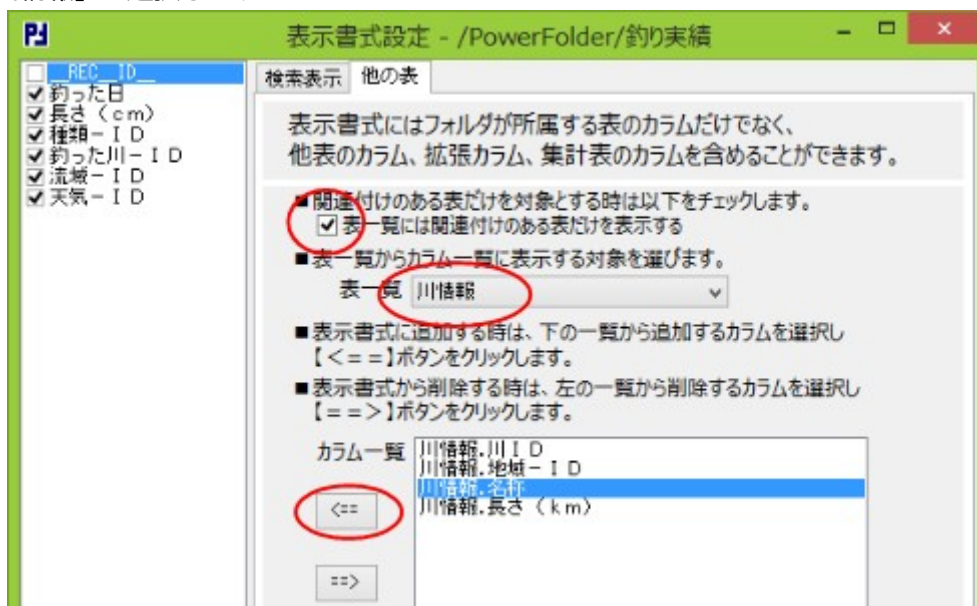 表示書式設定 - /PowerFolder/釣り実績
__REC_ID__
釣った日
長さ（cm）
種類－ＩＤ
釣った川－ＩＤ
流域－ＩＤ
天気－ＩＤ
検索表示 他の表
表示書式にはフォルダが所属する表のカラムだけでなく、
他表のカラム、拡張カラム、集計表のカラムを含めることができます。
■関連付けのある表だけを対象とする時は以下をチェックします。
表一覧には関連付けのある表だけを表示する
■表一覧からカラム一覧に表示する対象を選びます。
表一覧 川情報
■表示書式に追加する時は、下の一覧から追加するカラムを選択し
【＜＝＝】ボタンをクリックします。
■表示書式から削除する時は、左の一覧から削除するカラムを選択し
【＝＝＞】ボタンをクリックします。
カラム一覧
川情報.川ＩＤ
川情報.地域－ＩＤ
川情報.名称
川情報.長さ（ｋｍ）
<==
==>